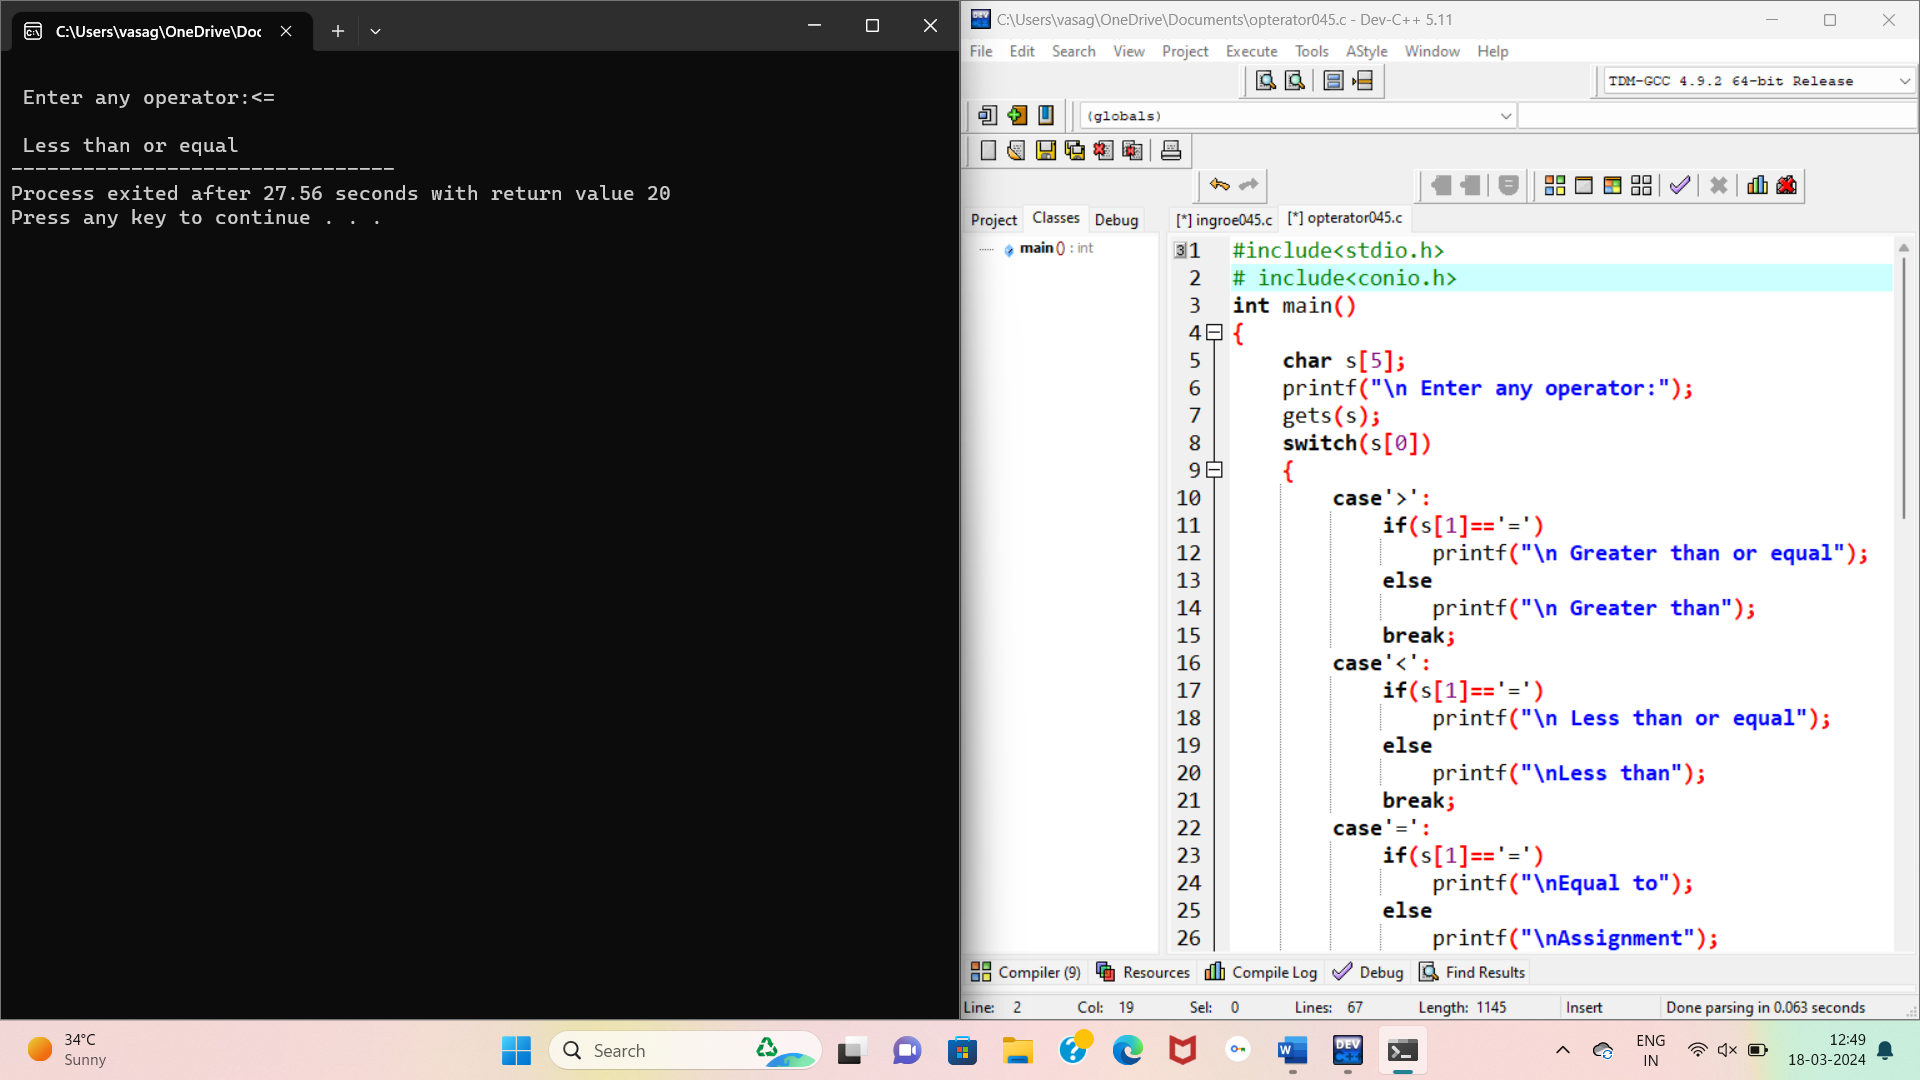 C:\Users\vasag\OneDrive\Doc
Enter any operator:<=
Less than or equal
--------------------------------
Process exited after 27.56 seconds with return value 20
Press any key to continue . . .
C:\Users\vasag\OneDrive\Documents\opterator045.c - Dev-C++ 5.11
File Edit Search View Project Execute Tools AStyle Window Help
TDM-GCC 4.9.2 64-bit Release
(globals)
Project Classes Debug
[*] ingroe045.c [*] opterator045.c
main() : int
1 #include<stdio.h>
2 # include<conio.h>
3 int main()
4 {
5 char s[5];
6 printf("\n Enter any operator:");
7 gets(s);
8 switch(s[0])
9 {
10 case'>':
11 if(s[1]=='=')
12 printf("\n Greater than or equal");
13 else
14 printf("\n Greater than");
15 break;
16 case'<':
17 if(s[1]=='=')
18 printf("\n Less than or equal");
19 else
20 printf("\nLess than");
21 break;
22 case'=':
23 if(s[1]=='=')
24 printf("\nEqual to");
25 else
26 printf("\nAssignment");
Compiler (9) Resources Compile Log Debug Find Results
Line: 2 Col: 19 Sel: 0 Lines: 67 Length: 1145 Insert Done parsing in 0.063 seconds
34°C
Sunny
Search
ENG
IN
12:49
18-03-2024